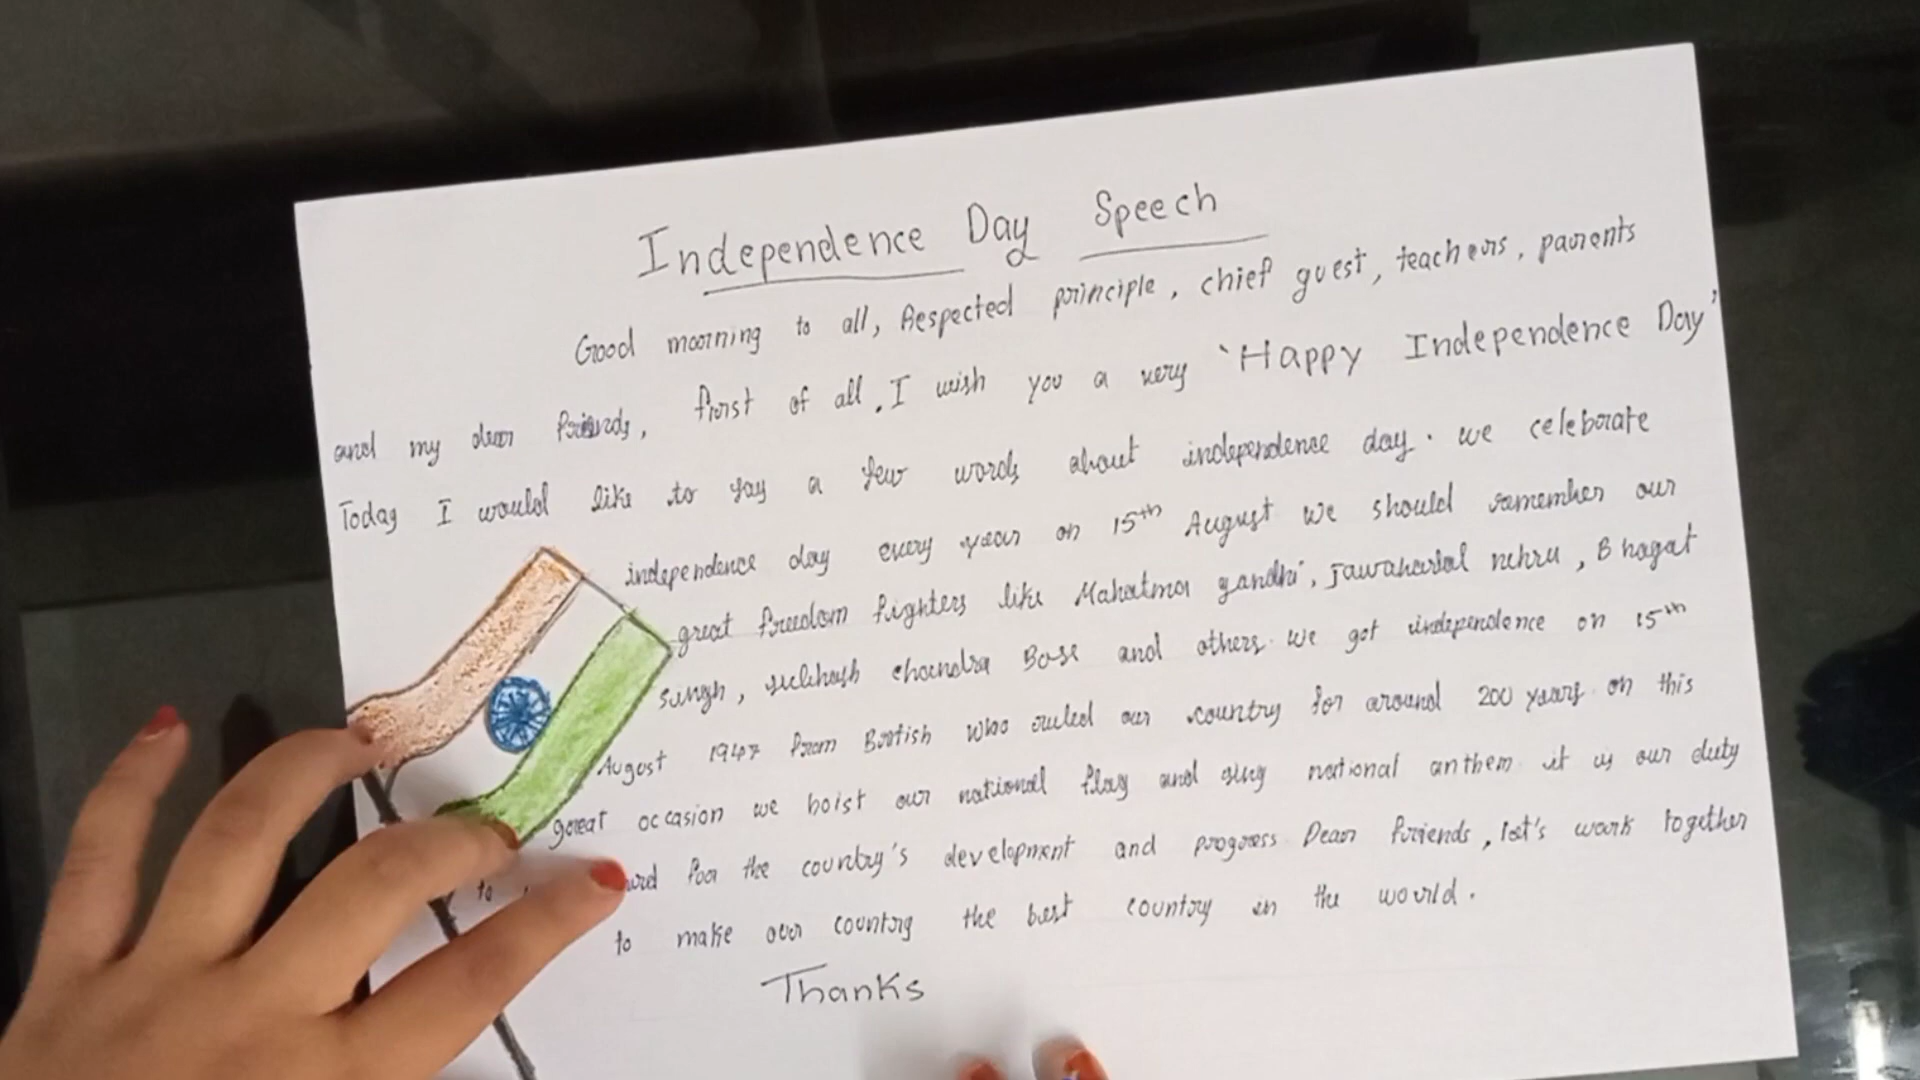 Independence Day Speech
Good morning to all, Respected principle, chief guest, teachers, parents
and my dear friends, first of all, I wish you a very 'Happy Independence Day'
Today I would like to say a few words about independence day. we celebrate
independence day every year on 15th August we should remember our
great freedom fighters like Mahatma gandhi, Jawaharlal nehru, Bhagat
singh, subhash chandra Bose and others. we got independence on 15th
August 1947 from British who ruled our country for around 200 years on this
great occasion we hoist our national flag and sing national anthem it is our duty
to for the country's development and progress Dear friends, let's work together
to make our country the best country in the world.
Thanks